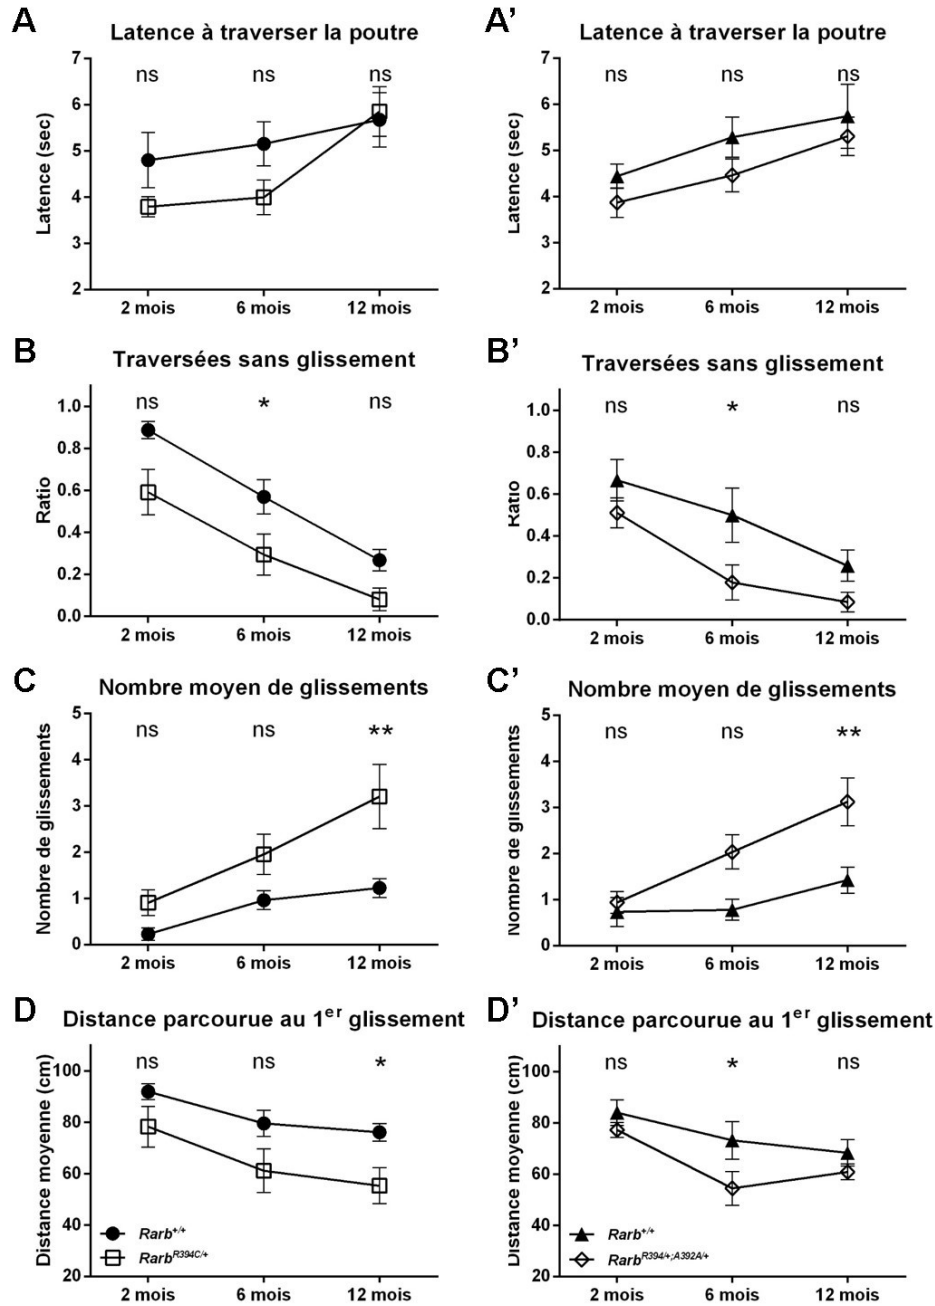 A
Latence à traverser la poutre
Latence (sec)
7
6
5
4
3
2
ns
ns
ns
2 mois
6 mois
12 mois
A’
Latence à traverser la poutre
Latence (sec)
7
6
5
4
3
2
ns
ns
ns
2 mois
6 mois
12 mois
B
Traversées sans glissement
Ratio
1.0
0.8
0.6
0.4
0.2
0.0
ns
*
ns
2 mois
6 mois
12 mois
B’
Traversées sans glissement
Ratio
1.0
0.8
0.6
0.4
0.2
0.0
ns
*
ns
2 mois
6 mois
12 mois
C
Nombre moyen de glissements
Nombre de glissements
5
4
3
2
1
0
ns
ns
**
2 mois
6 mois
12 mois
C’
Nombre moyen de glissements
Nombre de glissements
5
4
3
2
1
0
ns
ns
**
2 mois
6 mois
12 mois
D
Distance parcourue au 1er glissement
Distance moyenne (cm)
100
80
60
40
20
ns
ns
*
Rarb+/+
RarbR394C/+
2 mois
6 mois
12 mois
D’
Distance parcourue au 1er glissement
Distance moyenne (cm)
100
80
60
40
20
ns
*
ns
Rarb+/+
RarbR394/+;A392A/+
2 mois
6 mois
12 mois